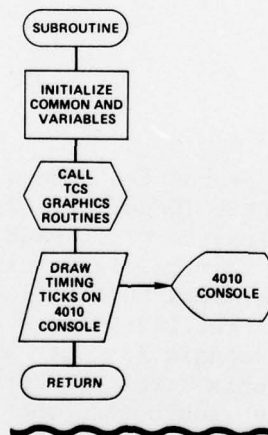 SUBROUTINE
INITIALIZE
COMMON AND
VARIABLES
CALL
TCS
GRAPHICS
ROUTINES
DRAW
TIMING
TICKS ON
4010
CONSOLE
4010
CONSOLE
RETURN